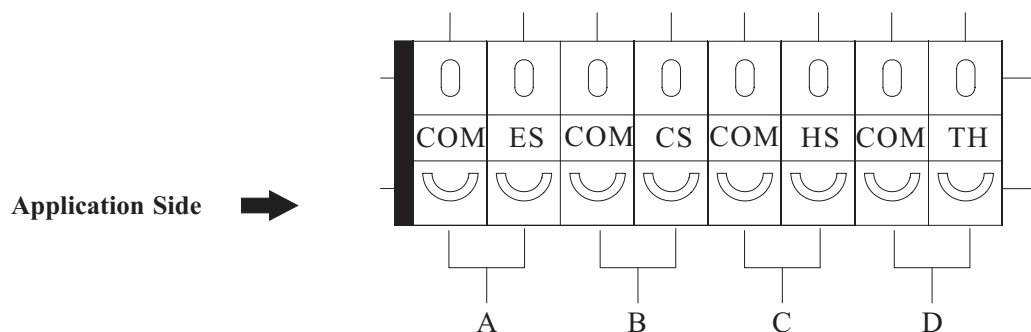 COM ES COM CS COM HS COM TH
Application Side
A B C D